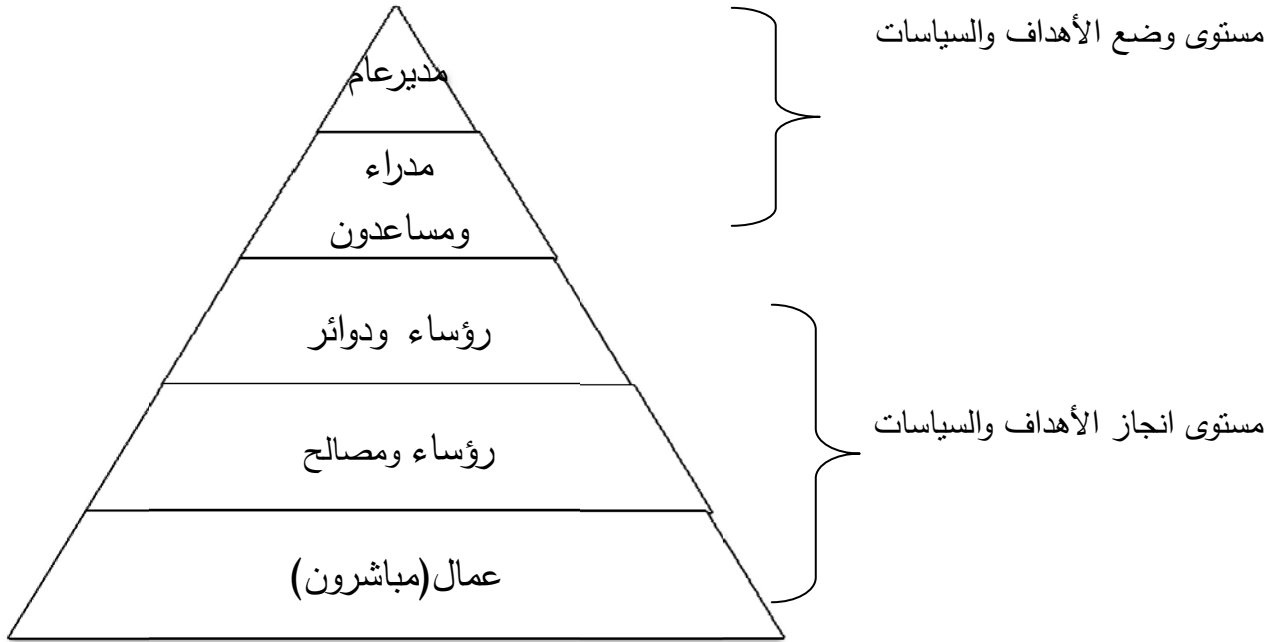 مستوى وضع الأهداف والسياسات
مديرعام
مدراء
ومساعدون
رؤساء ودوائر
مستوى انجاز الأهداف والسياسات
رؤساء ومصالح
عمال(مباشرون)